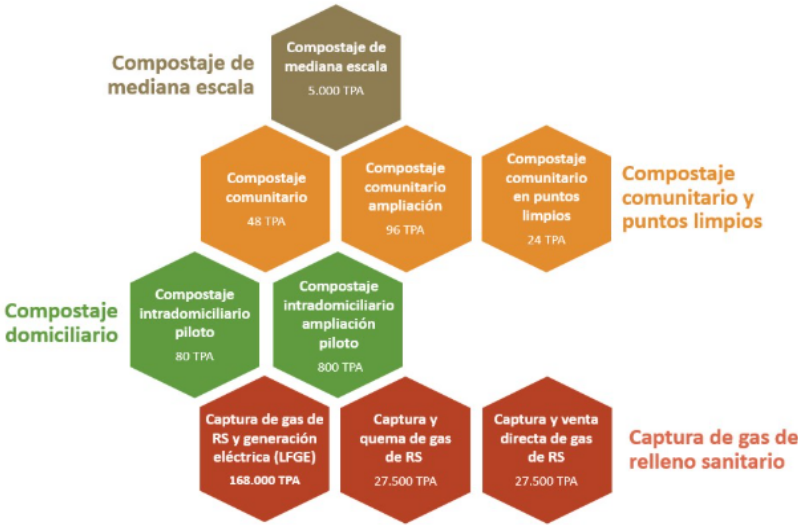 Compostaje de
mediana escala
Compostaje de
mediana escala
5.000 TPA
Compostaje
comunitario
48 TPA
Compostaje
comunitario
ampliación
96 TPA
Compostaje
comunitario
en puntos
limpios
24 TPA
Compostaje
comunitario y
puntos limpios
Compostaje
domiciliario
Compostaje
intradomiciliario
piloto
80 TPA
Compostaje
intradomiciliario
ampliación
piloto
800 TPA
Captura de gas de
RS y generación
eléctrica (LFGE)
168.000 TPA
Captura y
quema de gas
de RS
27.500 TPA
Captura y venta
directa de gas
de RS
27.500 TPA
Captura de gas de
relleno sanitario